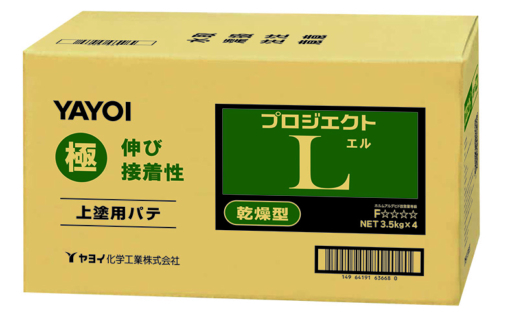 YAYOI
極
伸び
接着性
上塗用パテ
ヤヨイ化学工業株式会社
プロジェクト
L
エル
乾燥型
F☆☆☆☆
NET 3.5kg×4